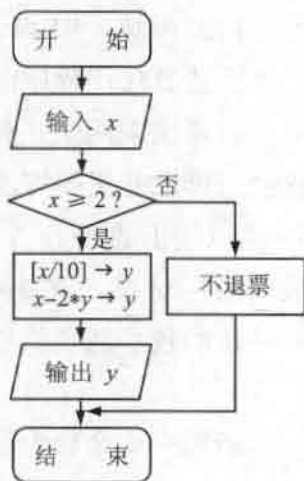 开 始
输入 x
x ≥ 2 ?
否
是
[x/10] → y
x-2*y → y
不退票
输出 y
结 束